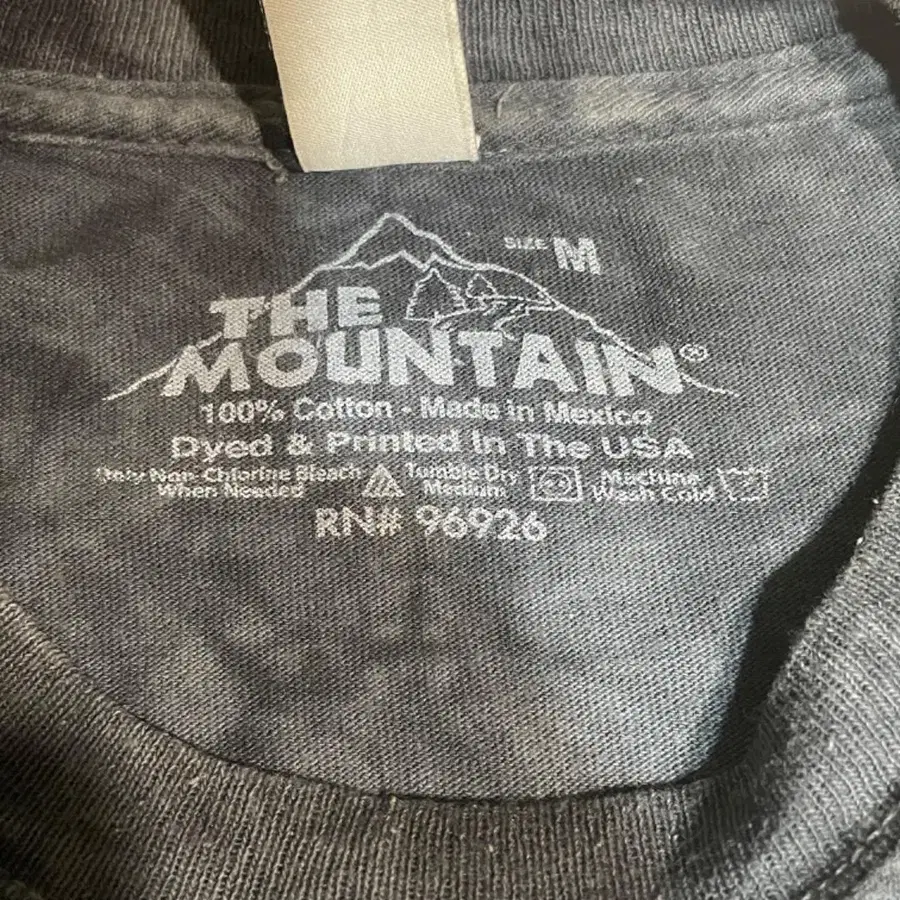 SIZE M
THE
MOUNTAIN®
100% Cotton - Made in Mexico
Dyed & Printed In The USA
Only Non-Chlorine Bleach
When Needed
Tumble Dry
Medium
Machine
Wash Cold
RN# 96926